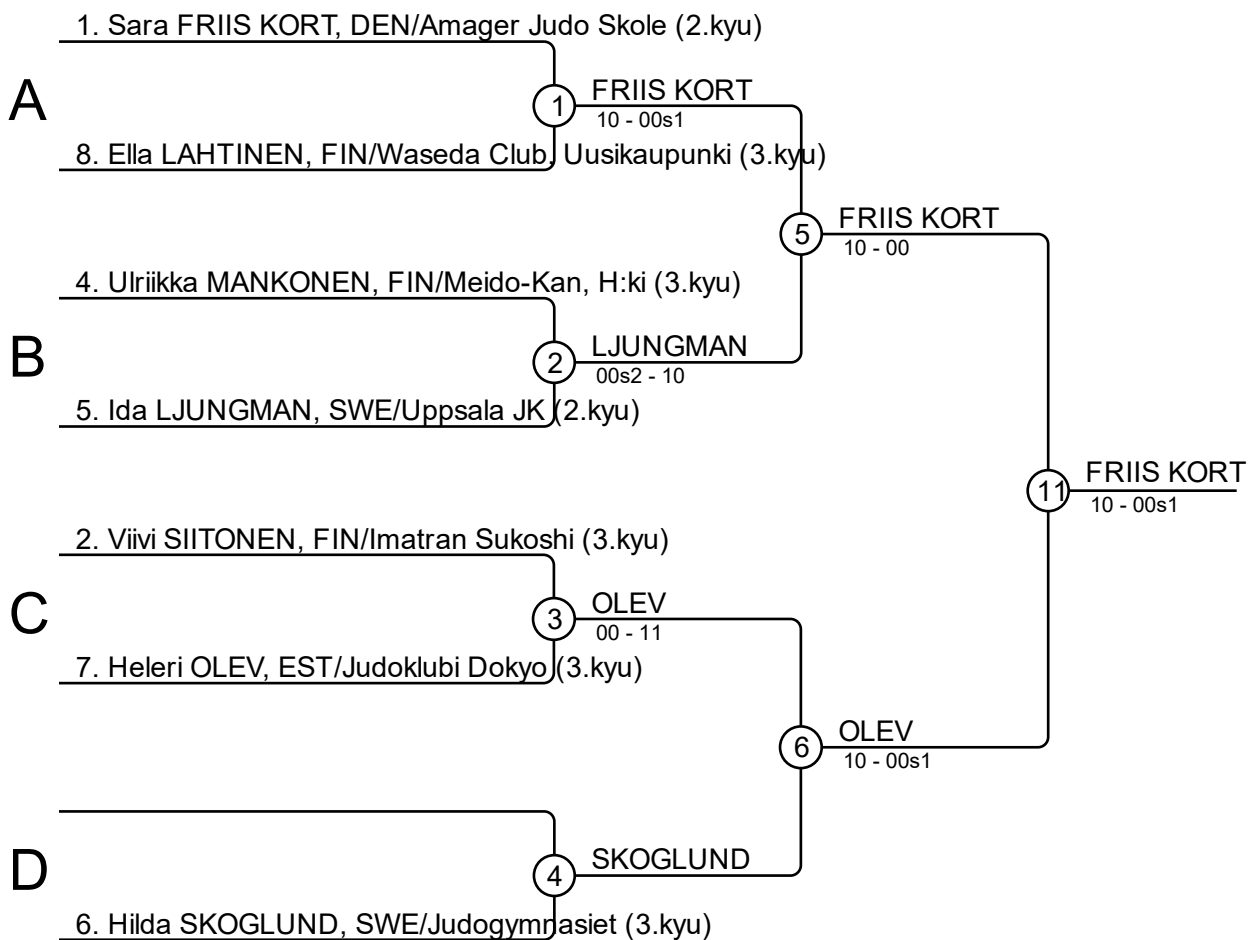 1. Sara FRIIS KORT, DEN/Amager Judo Skole (2.kyu)
A
1
FRIIS KORT
10 - 00s1
8. Ella LAHTINEN, FIN/Waseda Club, Uusikaupunki (3.kyu)
5
FRIIS KORT
10 - 00
4. Ulriikka MANKONEN, FIN/Meido-Kan, H:ki (3.kyu)
B
2
LJUNGMAN
00s2 - 10
5. Ida LJUNGMAN, SWE/Uppsala JK (2.kyu)
11
FRIIS KORT
10 - 00s1
2. Viivi SIITONEN, FIN/Imatran Sukoshi (3.kyu)
C
3
OLEV
00 - 11
7. Heleri OLEV, EST/Judoklubi Dokyo (3.kyu)
6
OLEV
10 - 00s1
D
4
SKOGLUND
6. Hilda SKOGLUND, SWE/Judogymnasiet (3.kyu)